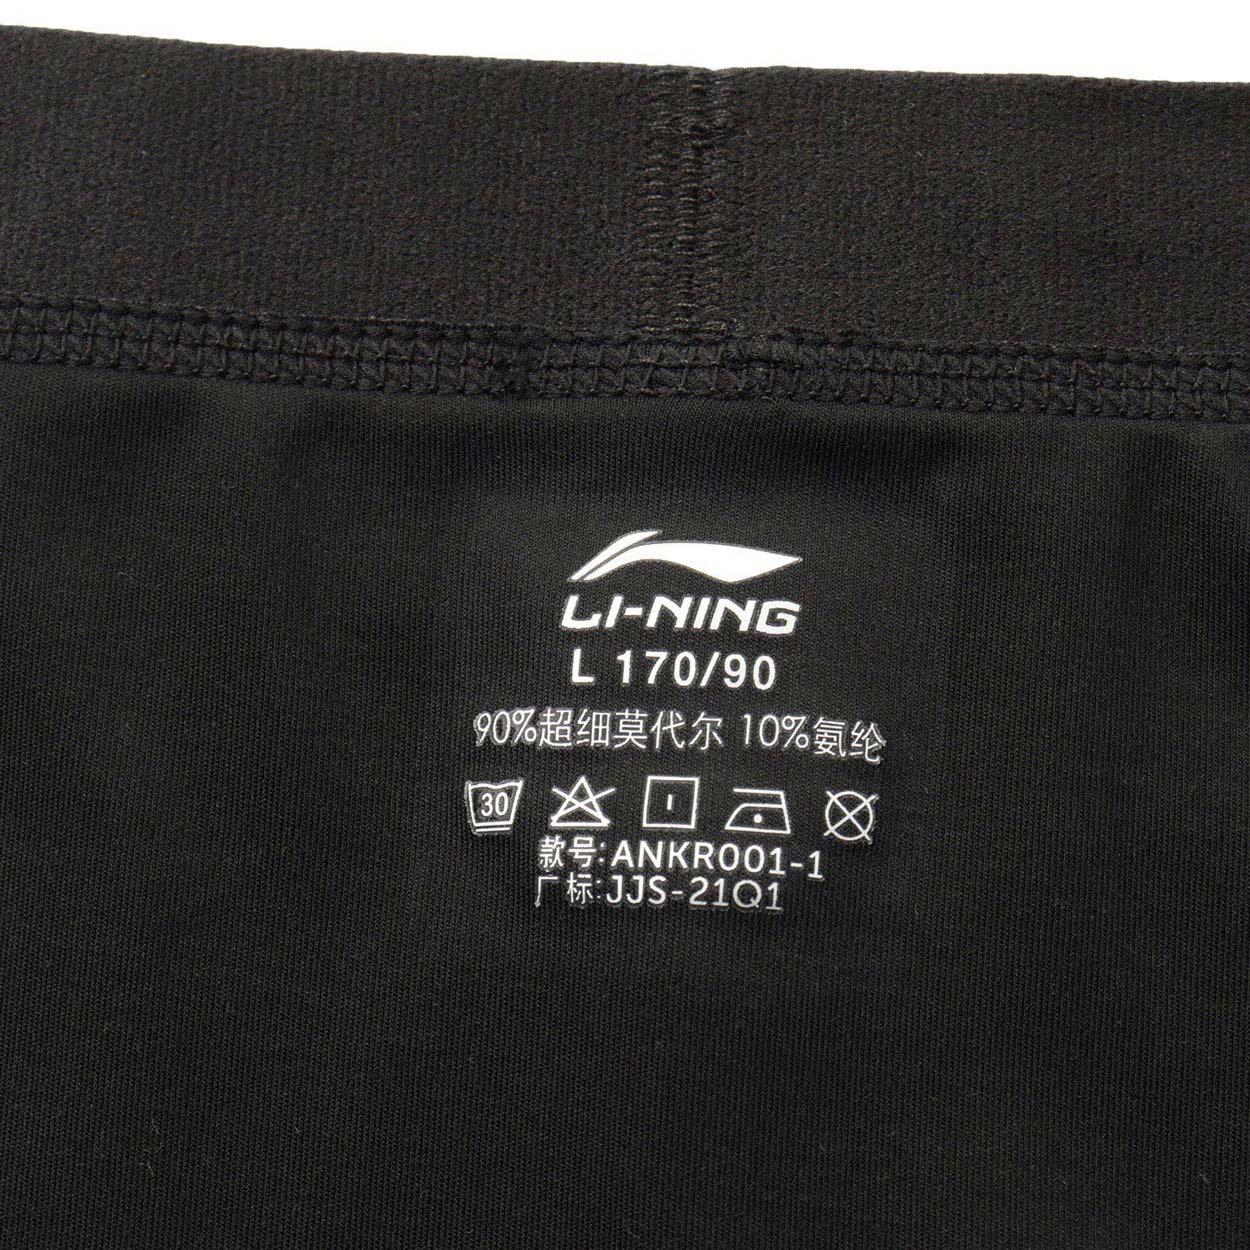 LI-NING
L 170/90
90%超细莫代尔 10%氨纶
30
款号:ANKR001-1
厂标:JJS-21Q1